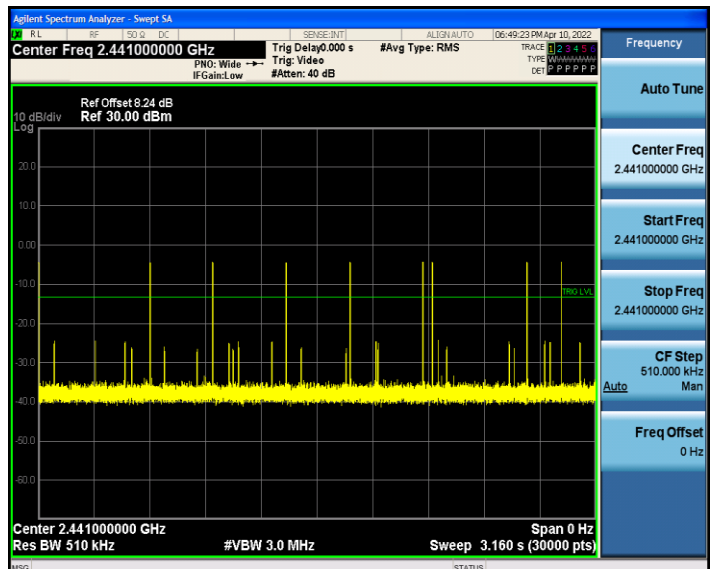 Agilent Spectrum Analyzer - Swept SA
RL RF 50 Ω DC SENSE:INT ALIGN AUTO 06:49:23 PM Apr 10, 2022
Center Freq 2.441000000 GHz
PNO: Wide
IFGain:Low
Trig Delay0.000 s
Trig: Video
#Atten: 40 dB
#Avg Type: RMS
TRACE 1 2 3 4 5 6
TYPE
DET P P P P P P
Frequency
Ref Offset 8.24 dB
10 dB/div Ref 30.00 dBm
Log
20.0
10.0
0.00
-10.0
-20.0
-30.0
-40.0
-50.0
-60.0
TRIG LVL
Center 2.441000000 GHz Span 0 Hz
Res BW 510 kHz #VBW 3.0 MHz Sweep 3.160 s (30000 pts)
MSG STATUS
Auto Tune
Center Freq
2.441000000 GHz
Start Freq
2.441000000 GHz
Stop Freq
2.441000000 GHz
CF Step
510.000 kHz
Auto Man
Freq Offset
0 Hz